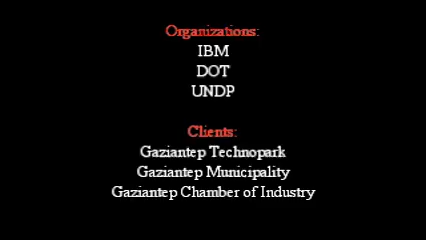 Organizations:
IBM
DOT
UNDP
Clients:
Gaziantep Technopark
Gaziantep Municipality
Gaziantep Chamber of Industry